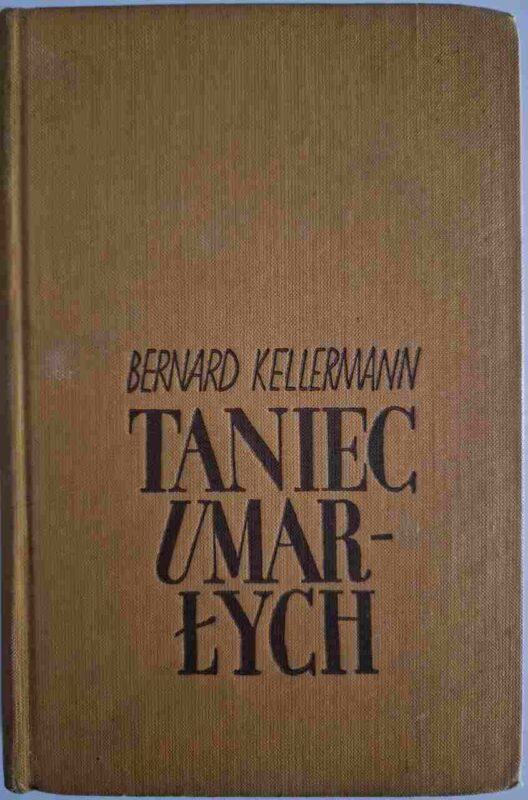 BERNARD KELLERMANN
TANIEC
UMAR-
ŁYCH